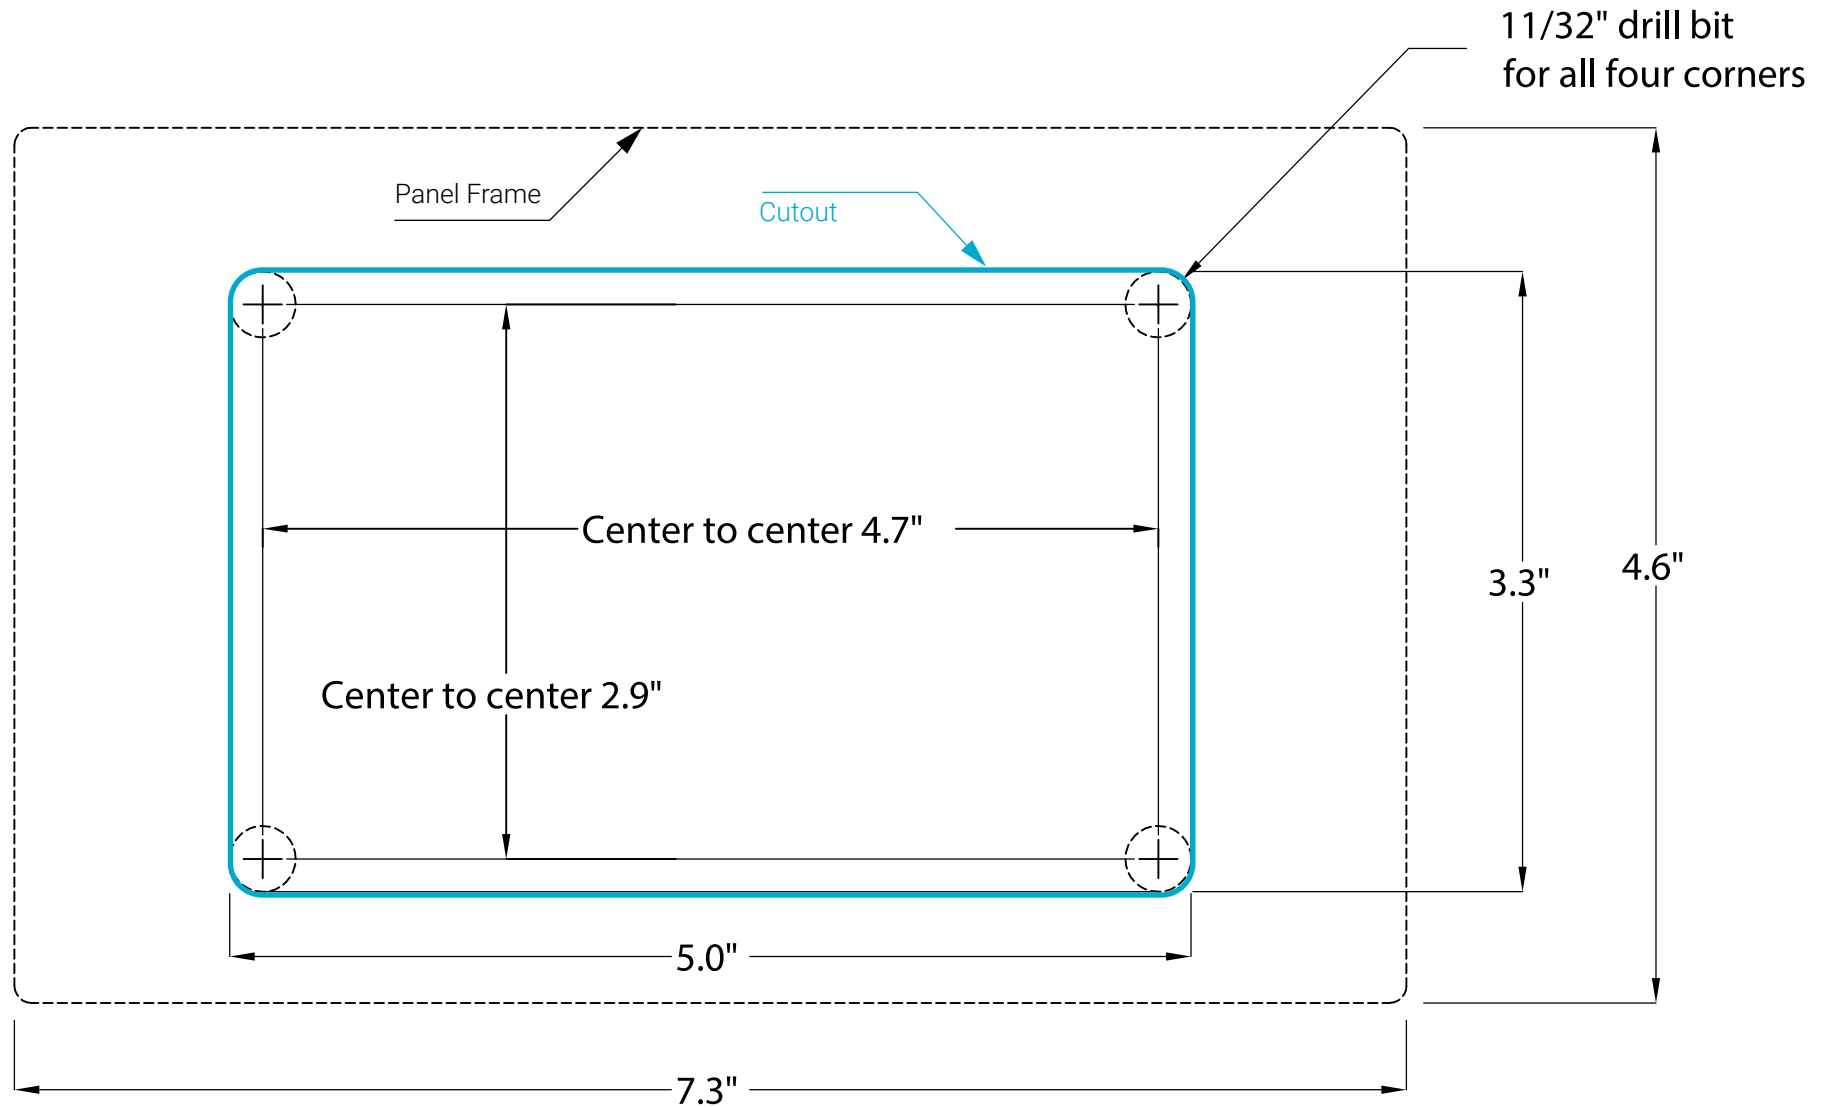 11/32" drill bit
for all four corners
Panel Frame
Cutout
Center to center 4.7"
4.6"
3.3"
Center to center 2.9"
5.0"
7.3"